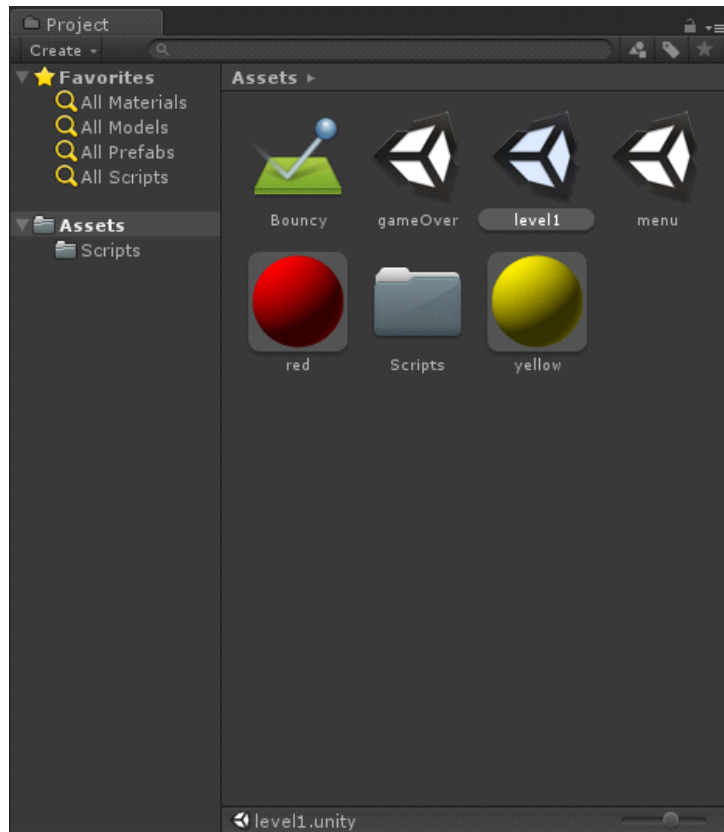 Project
Create
Favorites
All Materials
All Models
All Prefabs
All Scripts
Assets
Scripts
Assets
Bouncy
gameOver
level1
menu
red
Scripts
yellow
level1.unity